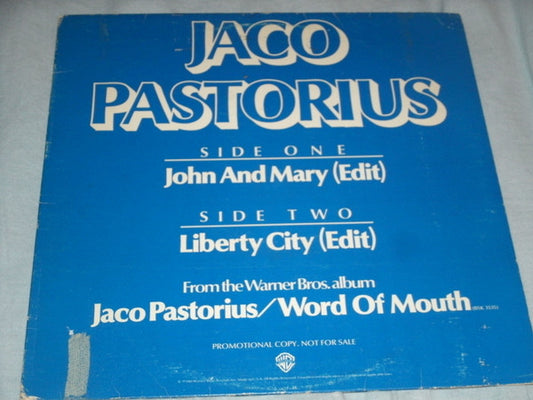 JACO
PASTORIUS
SIDE ONE
John And Mary (Edit)
SIDE TWO
Liberty City (Edit)
From the Warner Bros. album
Jaco Pastorius/Word Of Mouth
PROMOTIONAL COPY. NOT FOR SALE